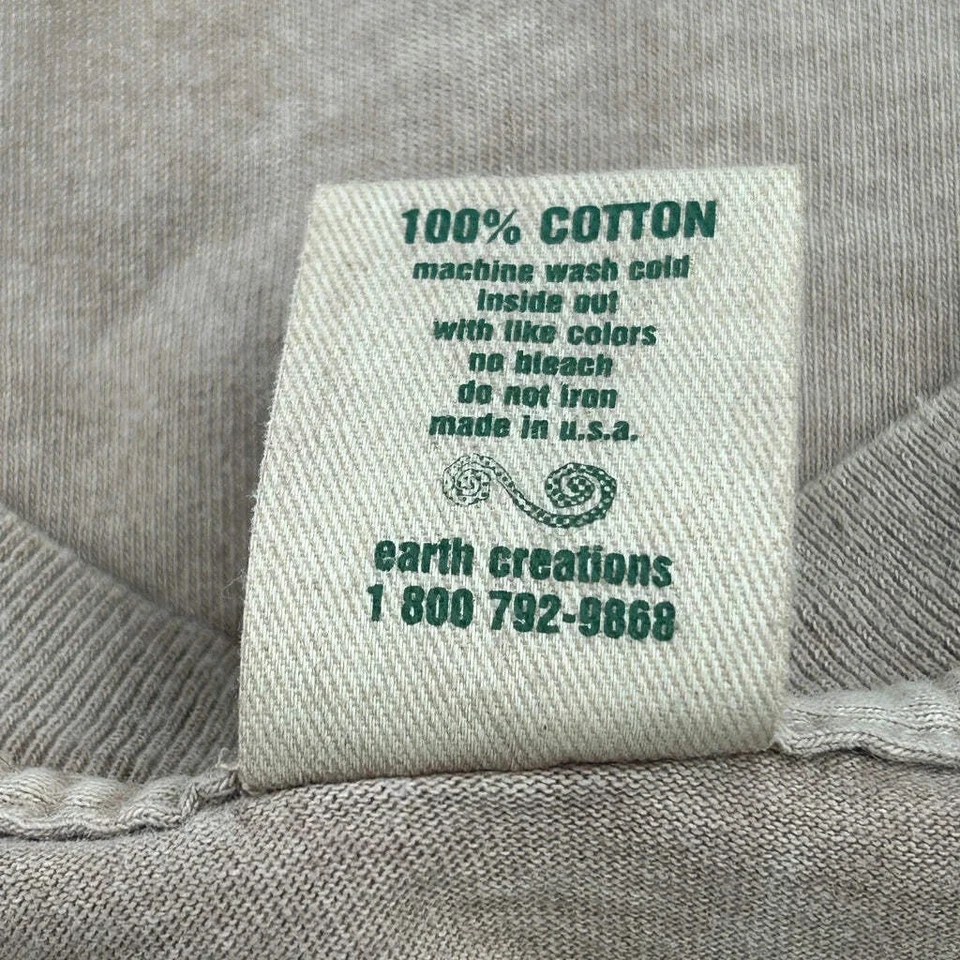 100% COTTON
machine wash cold
inside out
with like colors
no bleach
do not iron
made in u.s.a.
earth creations
1 800 792-9868